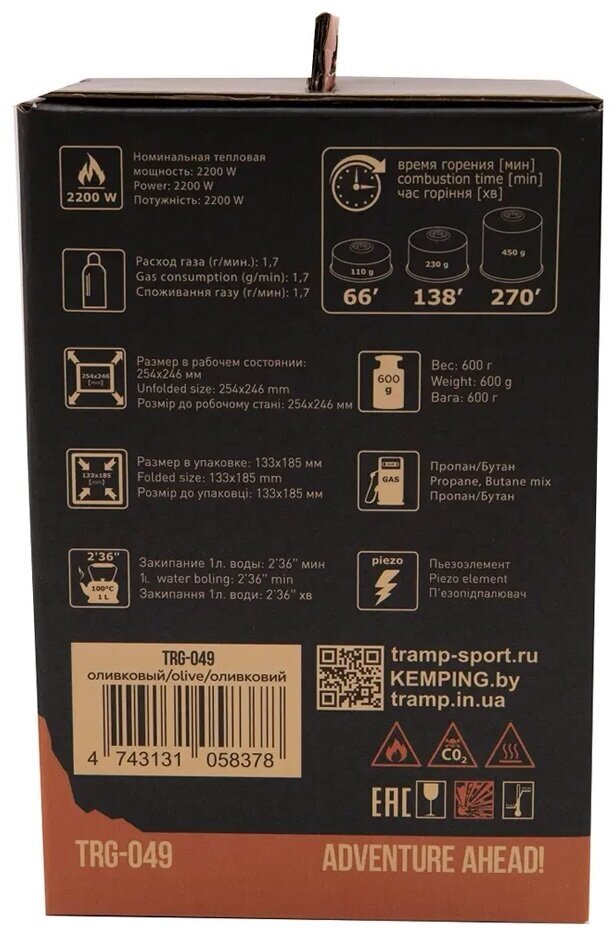 2200 W
Номинальная тепловая
мощность: 2200 W
Power: 2200 W
Потужність: 2200 W
время горения [мин]
combustion time [min]
час горіння [хв]
110 g
230 g
450 g
66′ 138′ 270′
Расход газа (г/мин.): 1,7
Gas consumption (g/min): 1,7
Споживання газу (г/мин): 1,7
254x246
[mm]
Размер в рабочем состоянии:
254x246 мм
Unfolded size: 254x246 mm
Розмір до робочому стані: 254x246 мм
600
g
Вес: 600 г
Weight: 600 g
Вага: 600 г
133x185
[mm]
Размер в упаковке: 133x185 мм
Folded size: 133x185 mm
Розмір до упаковці: 133x185 мм
GAS
Пропан/Бутан
Propane, Butane mix
Пропан/Бутан
2'36"
100°C
1 L
Закипание 1л. воды: 2'36" мин
1L water boling: 2'36" min
Закипання 1л. води: 2'36" хв
piezo
Пьезоэлемент
Piezo element
П'єзопідпалювач
TRG-049
оливковый/olive/оливковий
4 743131 058378
tramp-sport.ru
KEMPING.by
tramp.in.ua
CO2
EAC
TRG-049
ADVENTURE AHEAD!